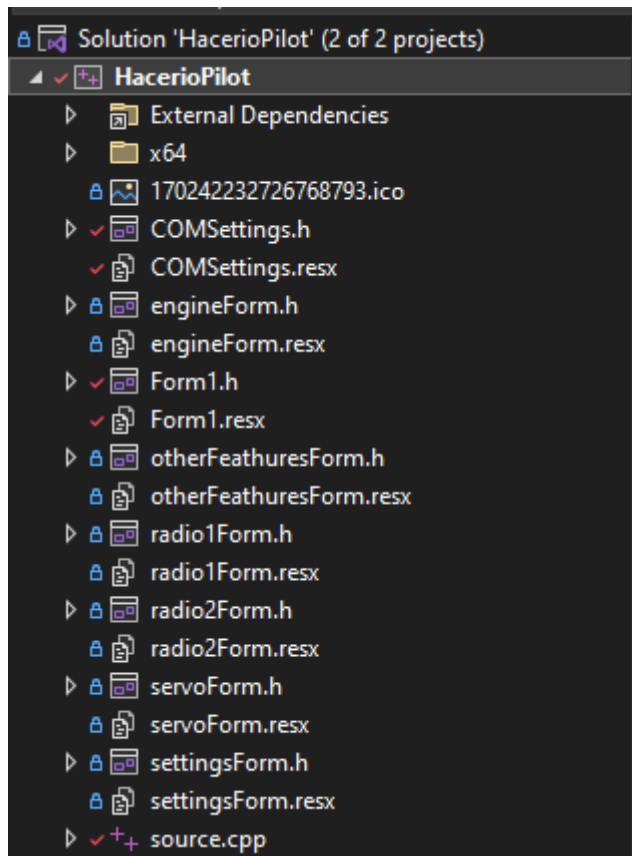 Solution 'HacerioPilot' (2 of 2 projects)
HacerioPilot
External Dependencies
x64
170242232726768793.ico
COMSettings.h
COMSettings.resx
engineForm.h
engineForm.resx
Form1.h
Form1.resx
otherFeathuresForm.h
otherFeathuresForm.resx
radio1Form.h
radio1Form.resx
radio2Form.h
radio2Form.resx
servoForm.h
servoForm.resx
settingsForm.h
settingsForm.resx
source.cpp